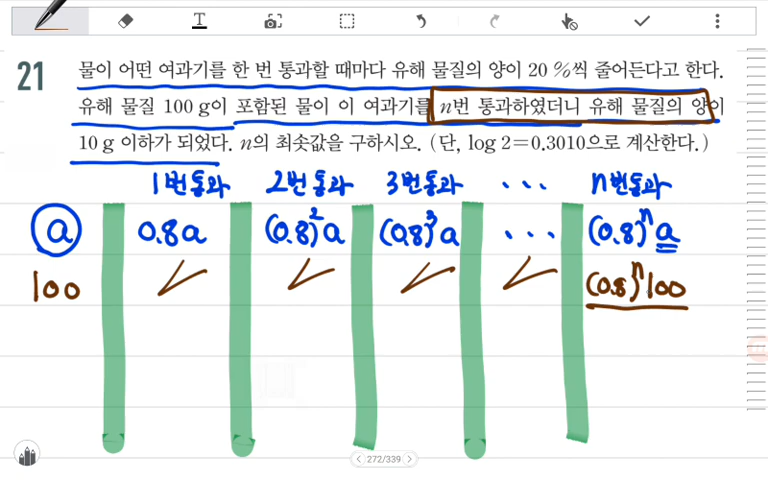 T
21 물이 어떤 여과기를 한 번 통과할 때마다 유해 물질의 양이 20 %씩 줄어든다고 한다.
유해 물질 100 g이 포함된 물이 이 여과기를 n번 통과하였더니 유해 물질의 양이
10 g 이하가 되었다. n의 최솟값을 구하시오. (단, log 2=0.3010으로 계산한다.)
1번통과 2번통과 3번통과 ... n번통과
a 0.8a (0.8)²a (0.8)³a ... (0.8)ⁿa
100 (0.8)ⁿ100
272/339